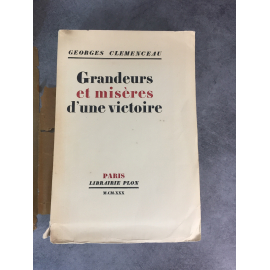 GEORGES CLEMENCEAU
Grandeurs
et misères
d'une victoire
PARIS
LIBRAIRIE PLON
M.CM.XXX